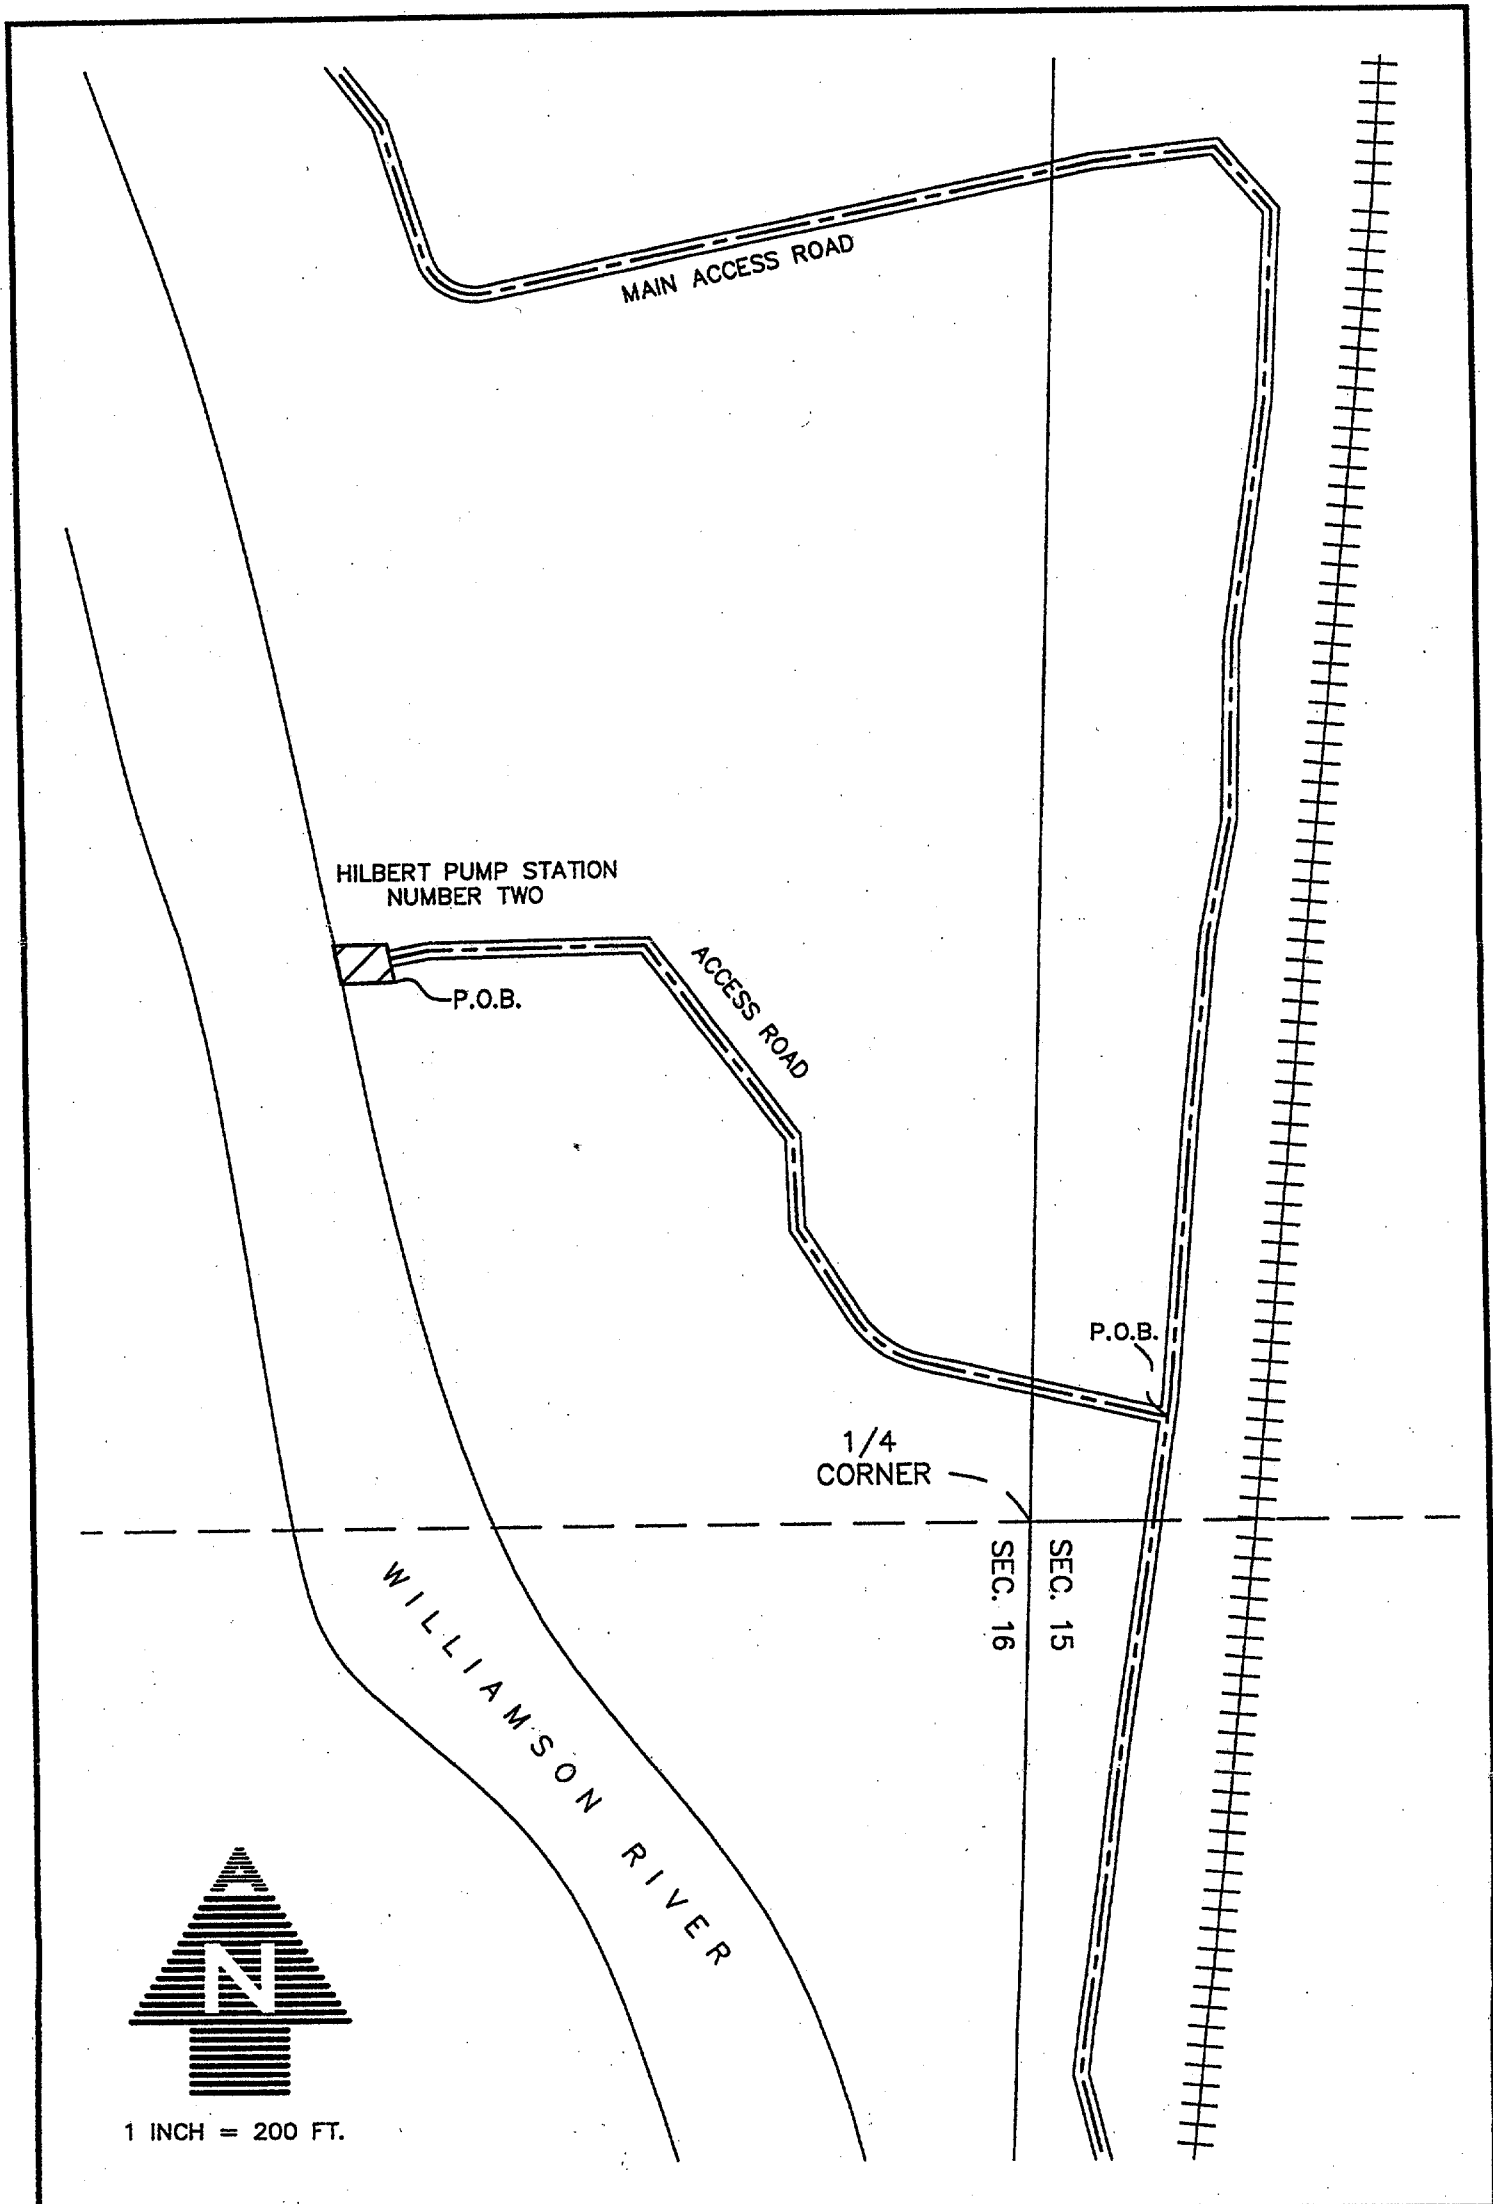 MAIN ACCESS ROAD
HILBERT PUMP STATION
NUMBER TWO
ACCESS ROAD
P.O.B.
P.O.B.
1/4
CORNER
SEC. 15
SEC. 16
WILLIAMSON RIVER
N
1 INCH = 200 FT.